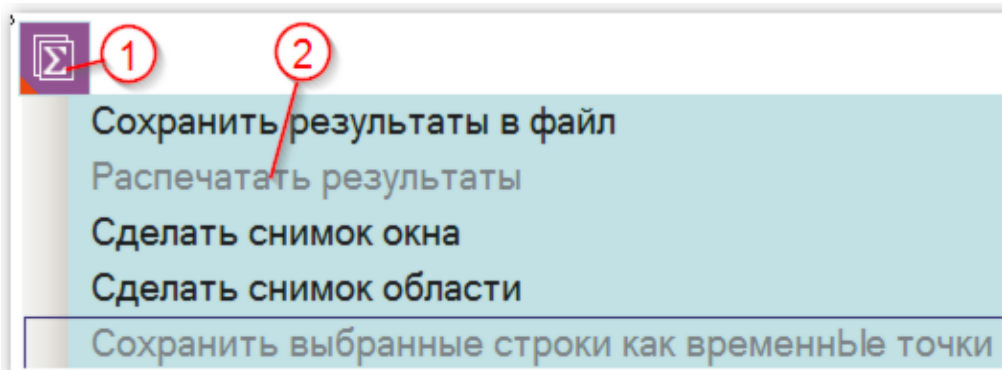 Σ 1 2
Сохранить результаты в файл
Распечатать результаты
Сделать снимок окна
Сделать снимок области
Сохранить выбранные строки как временнЫе точки